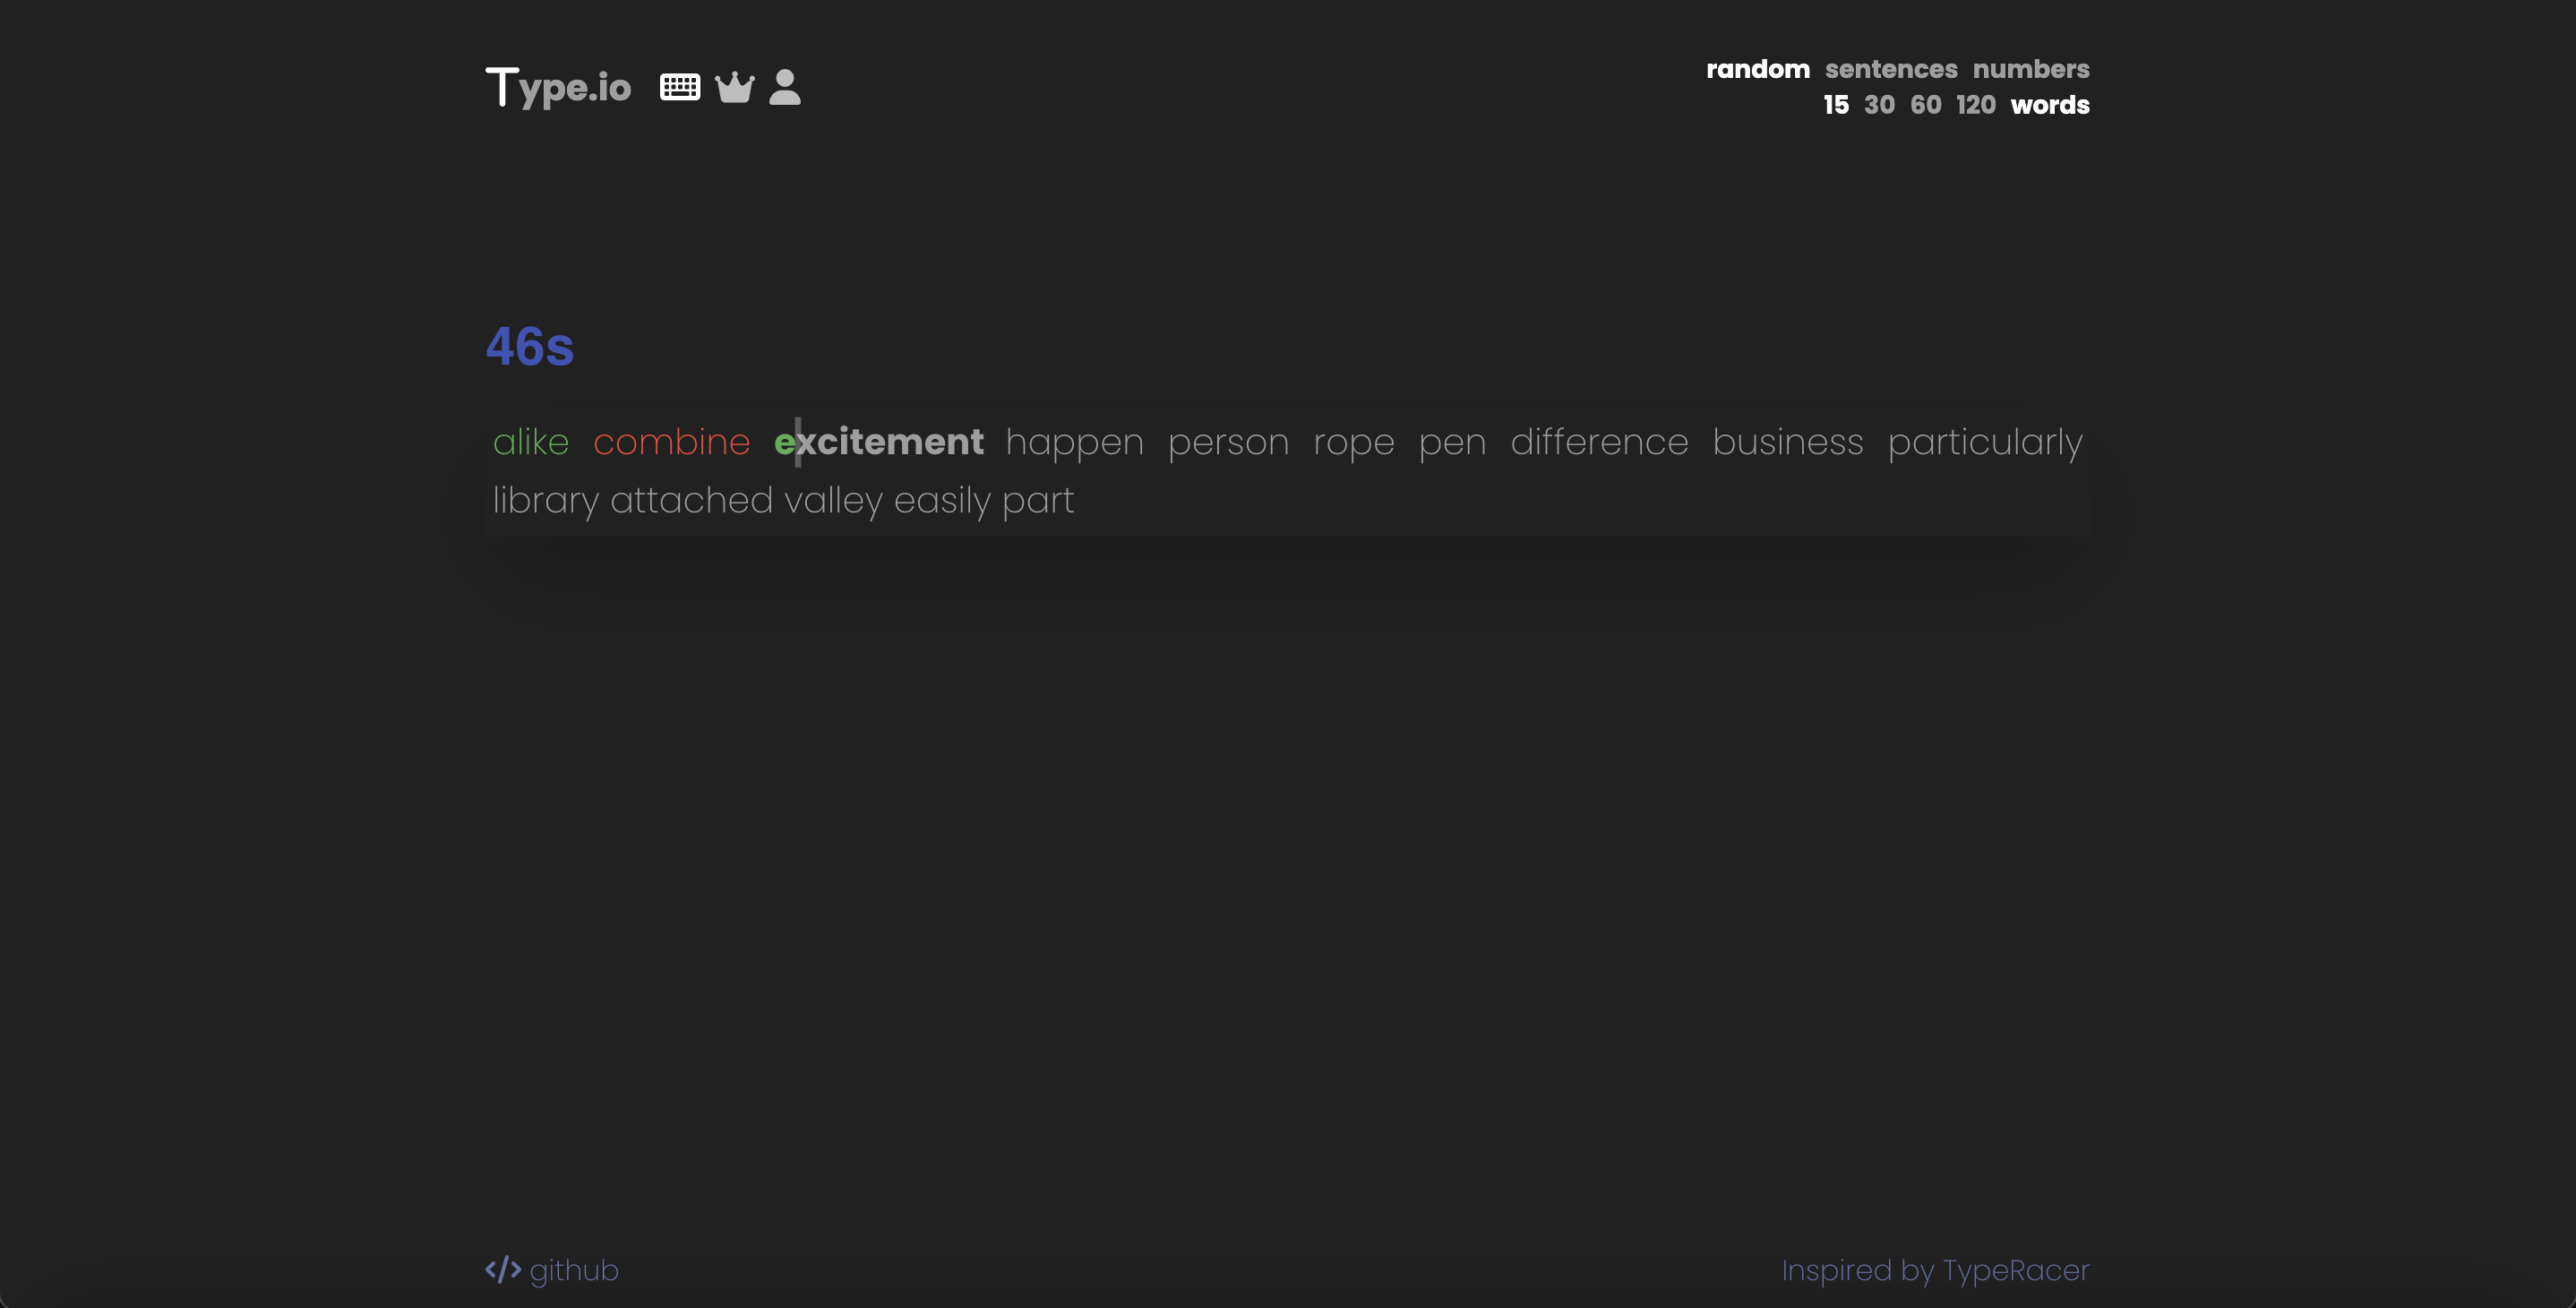 Type.io
random sentences numbers
15 30 60 120 words
46s
alike combine excitement happen person rope pen difference business particularly
library attached valley easily part
</> github
Inspired by TypeRacer